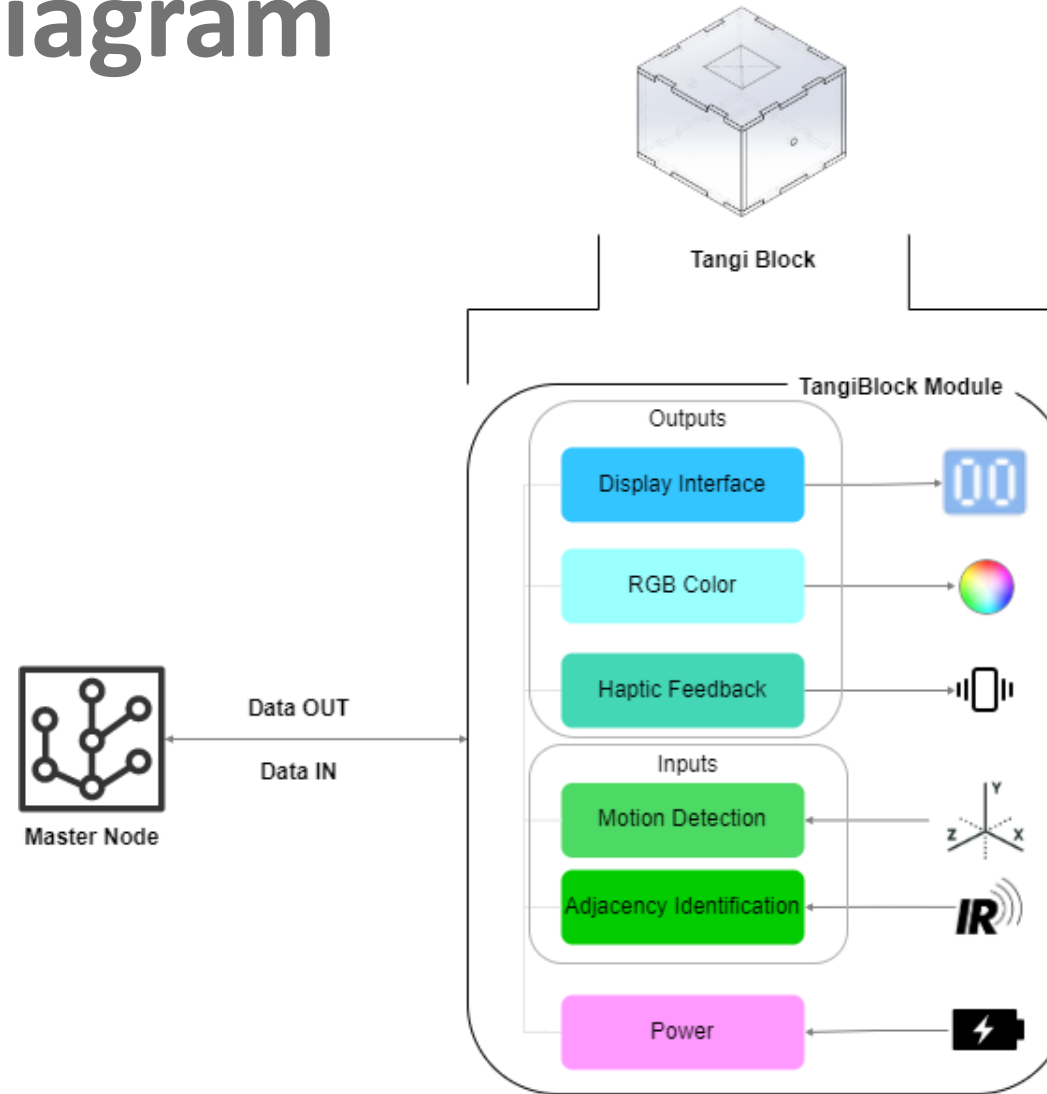 iagram
Tangi Block
TangiBlock Module
Outputs
Display Interface
00
RGB Color
Haptic Feedback
Data OUT
Data IN
Master Node
Inputs
Motion Detection
Y
Z
X
Adjacency Identification
IR
Power